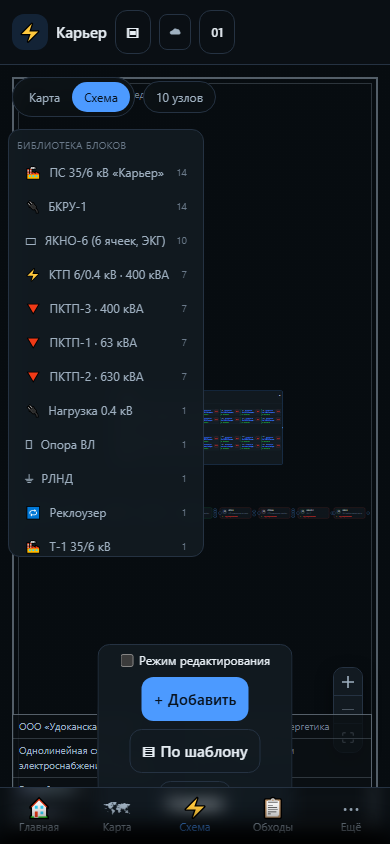 Карьер
01
Карта
Схема
10 узлов
БИБЛИОТЕКА БЛОКОВ
ПС 35/6 кВ «Карьер» 14
БКРУ-1 14
ЯКНО-6 (6 ячеек, ЭКГ) 10
КТП 6/0.4 кВ · 400 кВА 7
ПКТП-3 · 400 кВА 7
ПКТП-1 · 63 кВА 7
ПКТП-2 · 630 кВА 7
Нагрузка 0.4 кВ 1
Опора ВЛ 1
РЛНД 1
Реклоузер 1
Т-1 35/6 кВ 1
Режим редактирования
+ Добавить
По шаблону
ООО «Удоканска
Однолинейная
электроснабжени
Главная
Карта
Схема
Обходы
Ещё